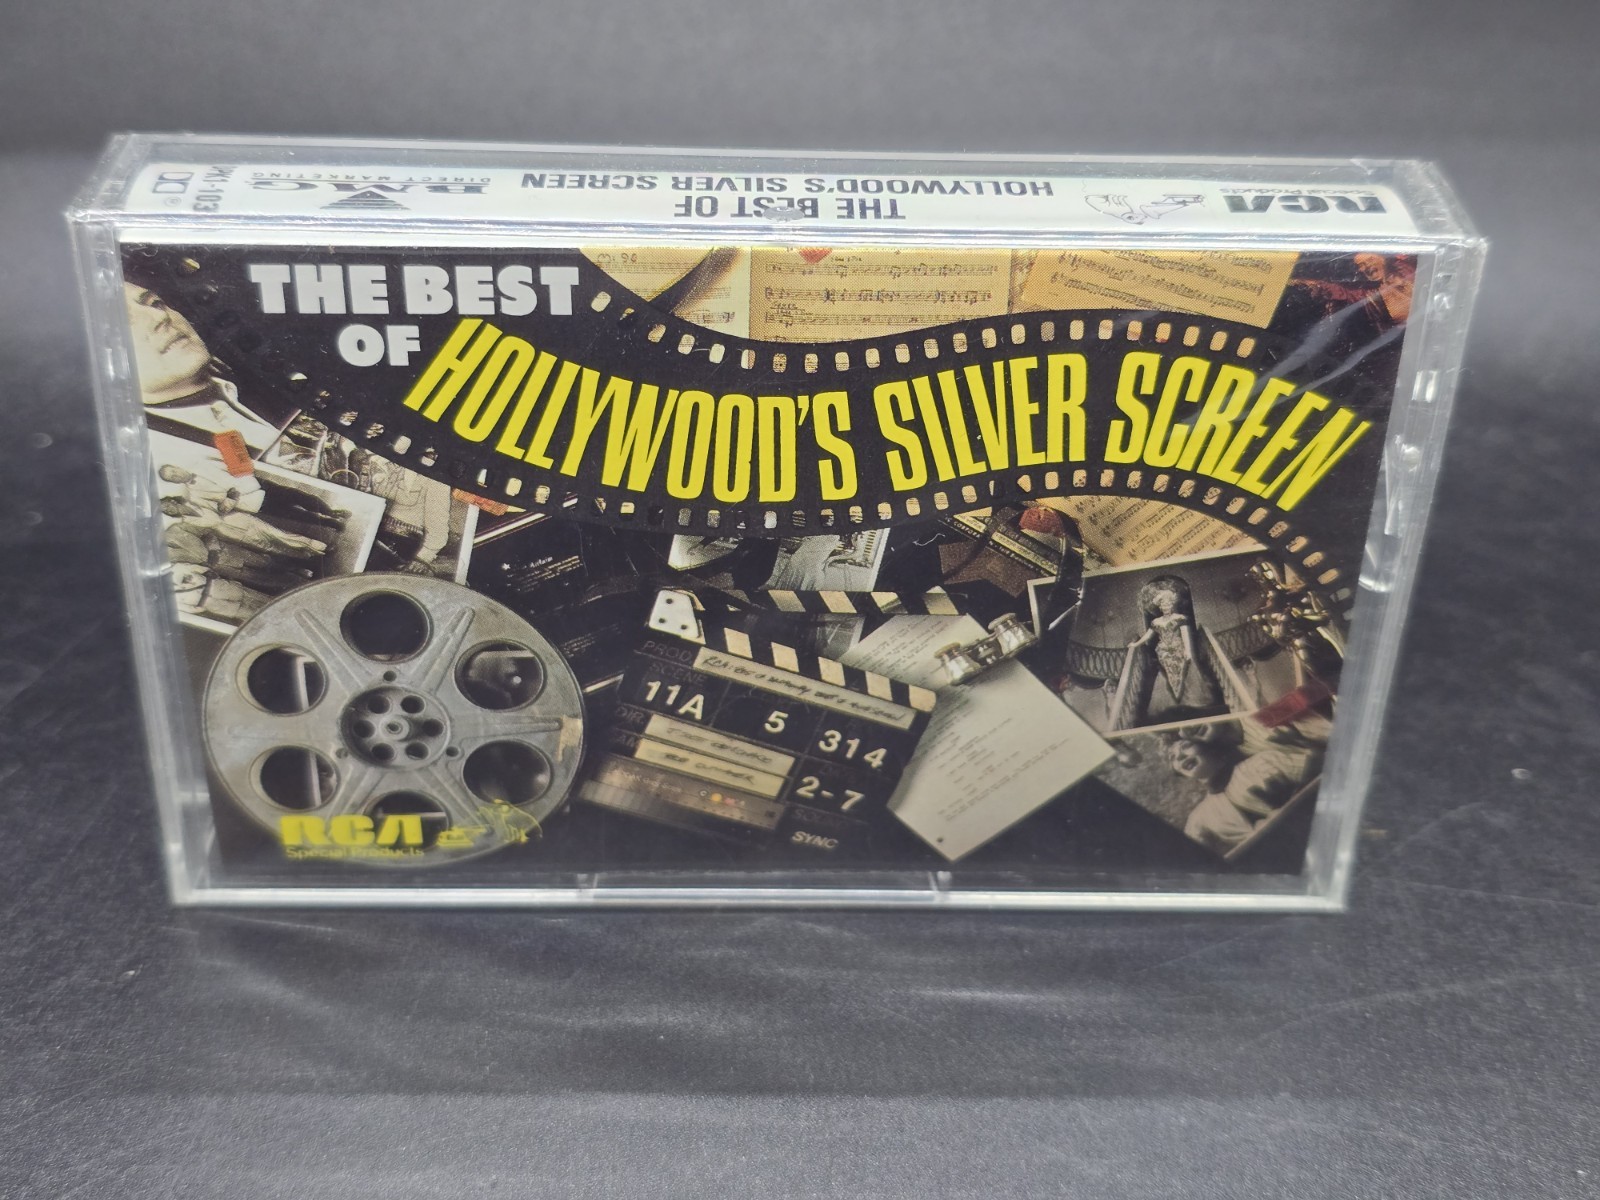 RCA
Special Products
THE BEST OF
HOLLYWOOD'S SILVER SCREEN
BMG
DIRECT MARKETING
THE BEST
OF
HOLLYWOOD'S SILVER SCREEN
PROD
SCENE
11A
5
314
DIR
2-7
SYNC
RCA
Special Products